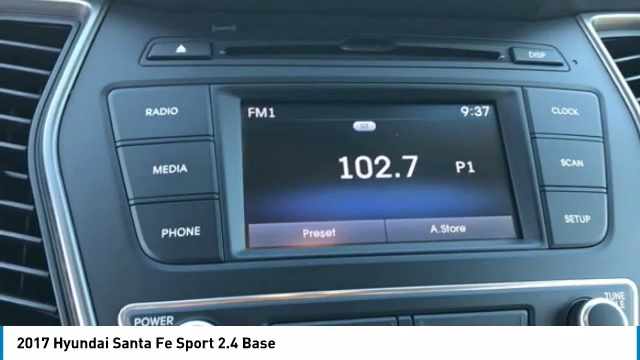 DISP
RADIO
FM1
9:37
CLOCK
MEDIA
102.7
P1
SCAN
PHONE
Preset
A.Store
SETUP
POWER
TUNE
2017 Hyundai Santa Fe Sport 2.4 Base